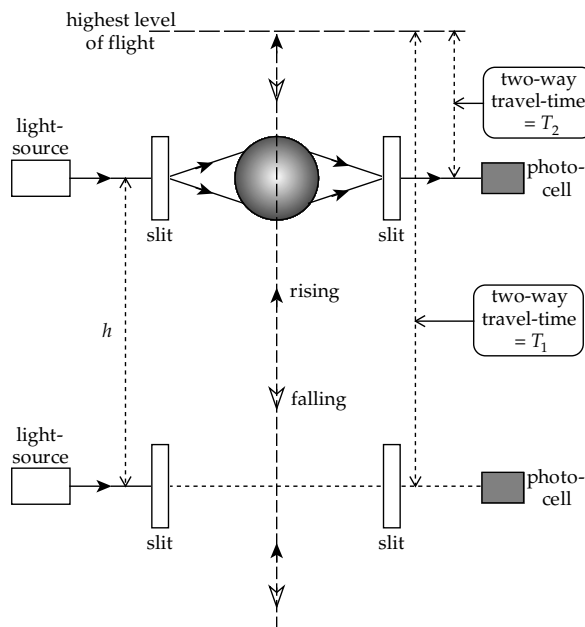 highest level
of flight
two-way
travel-time
= T2
light-
source
photo-
cell
slit
slit
rising
two-way
travel-time
= T1
h
falling
light-
source
photo-
cell
slit
slit